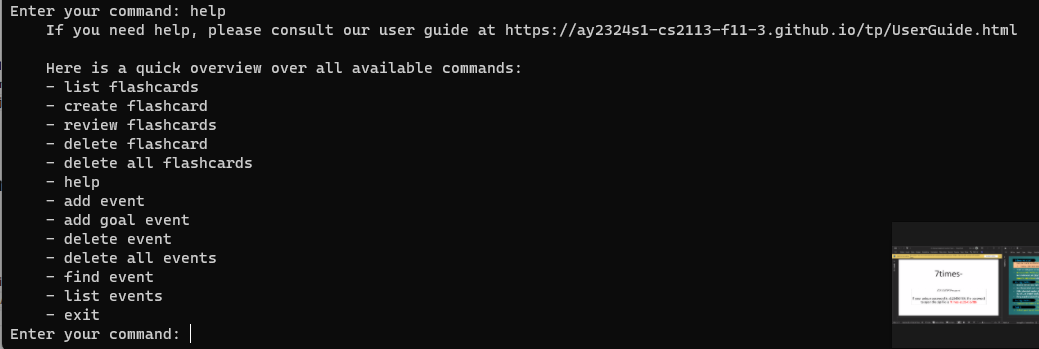 Enter your command: help
If you need help, please consult our user guide at https://ay2324s1-cs2113-f11-3.github.io/tp/UserGuide.html
Here is a quick overview over all available commands:
- list flashcards
- create flashcard
- review flashcards
- delete flashcard
- delete all flashcards
- help
- add event
- add goal event
- delete event
- delete all events
- find event
- list events
- exit
Enter your command:
7times-